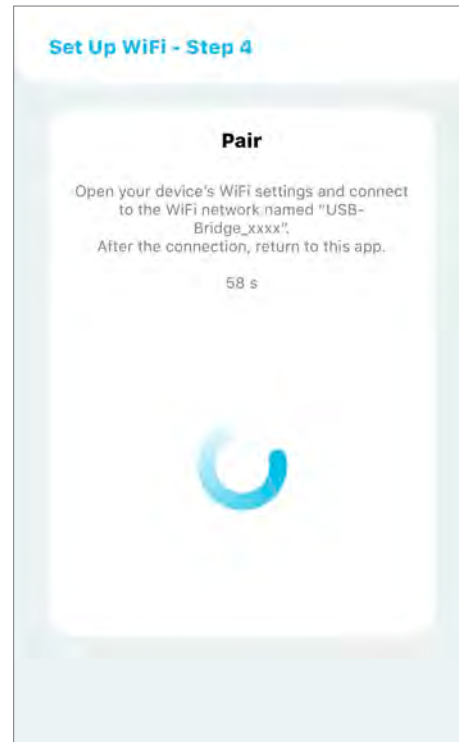 Set Up WiFi - Step 4
Pair
Open your device's WiFi settings and connect
to the WiFi network named "USB-
Bridge_xxxx".
After the connection, return to this app.
58 s